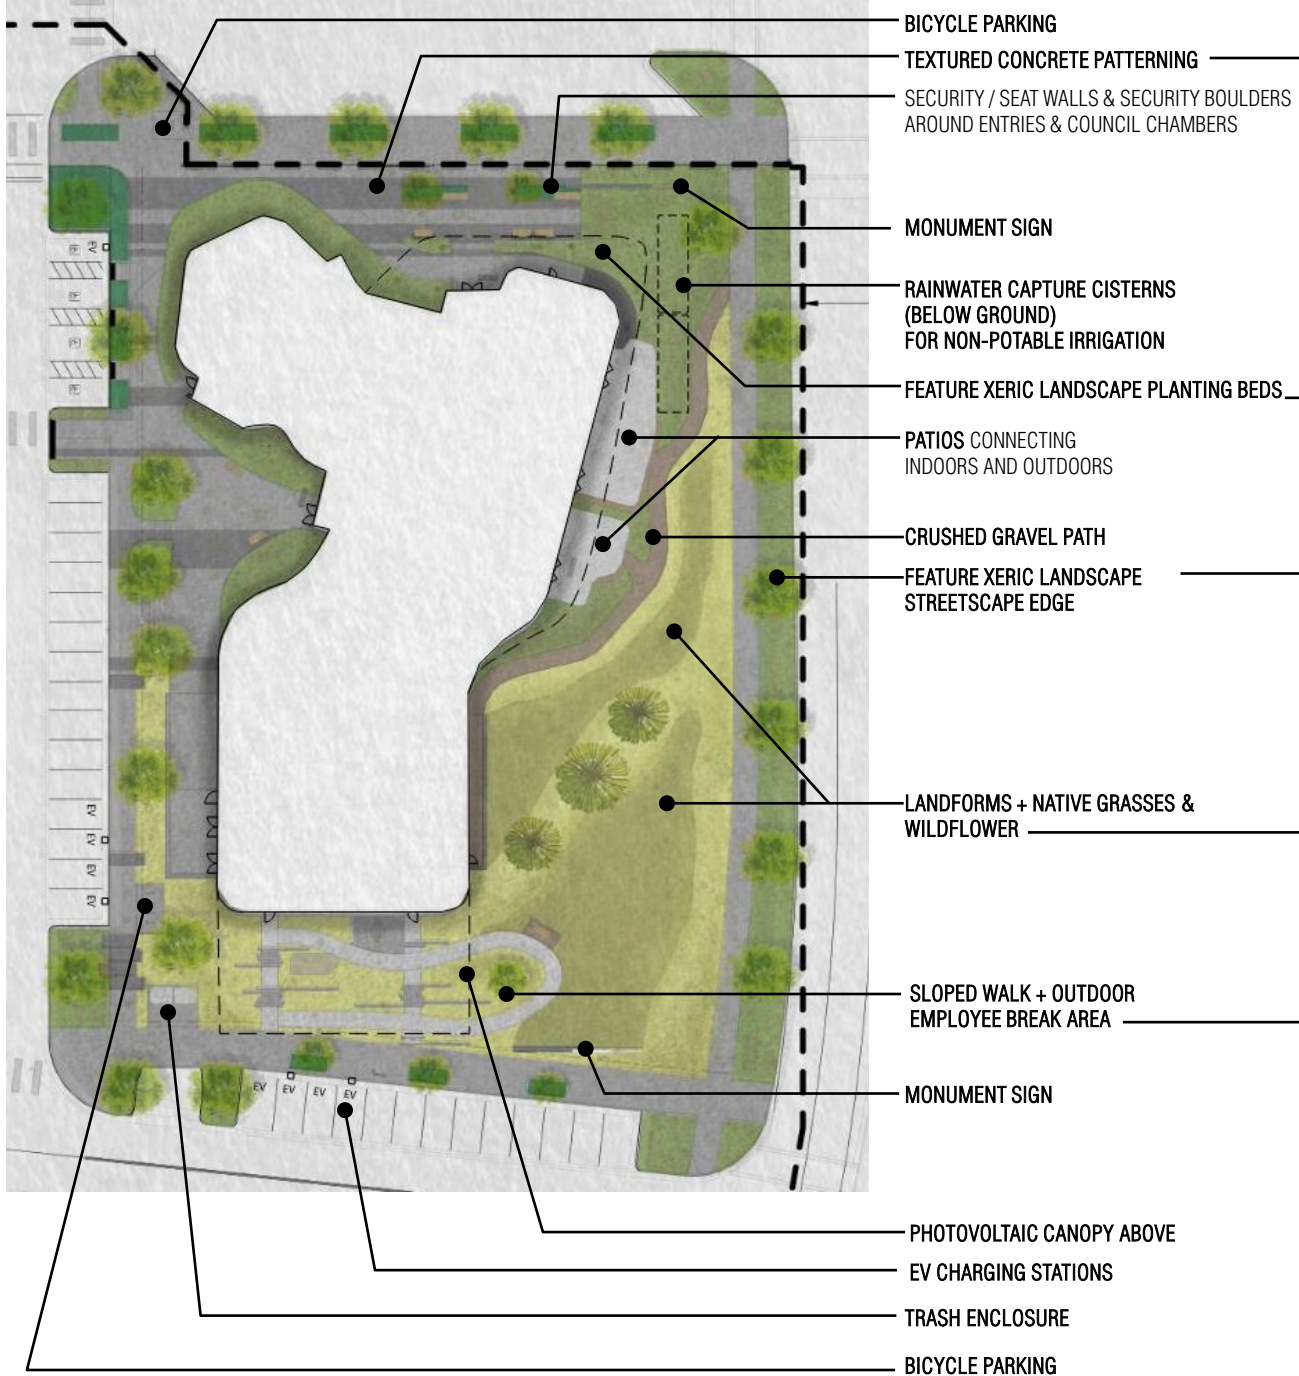 BICYCLE PARKING
TEXTURED CONCRETE PATTERNING
SECURITY / SEAT WALLS & SECURITY BOULDERS
AROUND ENTRIES & COUNCIL CHAMBERS
MONUMENT SIGN
RAINWATER CAPTURE CISTERNS
(BELOW GROUND)
FOR NON-POTABLE IRRIGATION
FEATURE XERIC LANDSCAPE PLANTING BEDS
PATIOS CONNECTING
INDOORS AND OUTDOORS
CRUSHED GRAVEL PATH
FEATURE XERIC LANDSCAPE
STREETSCAPE EDGE
LANDFORMS + NATIVE GRASSES &
WILDFLOWER
SLOPED WALK + OUTDOOR
EMPLOYEE BREAK AREA
MONUMENT SIGN
PHOTOVOLTAIC CANOPY ABOVE
EV CHARGING STATIONS
TRASH ENCLOSURE
BICYCLE PARKING
EV
EV
EV
EV
EV
EV
EV
EV
EV